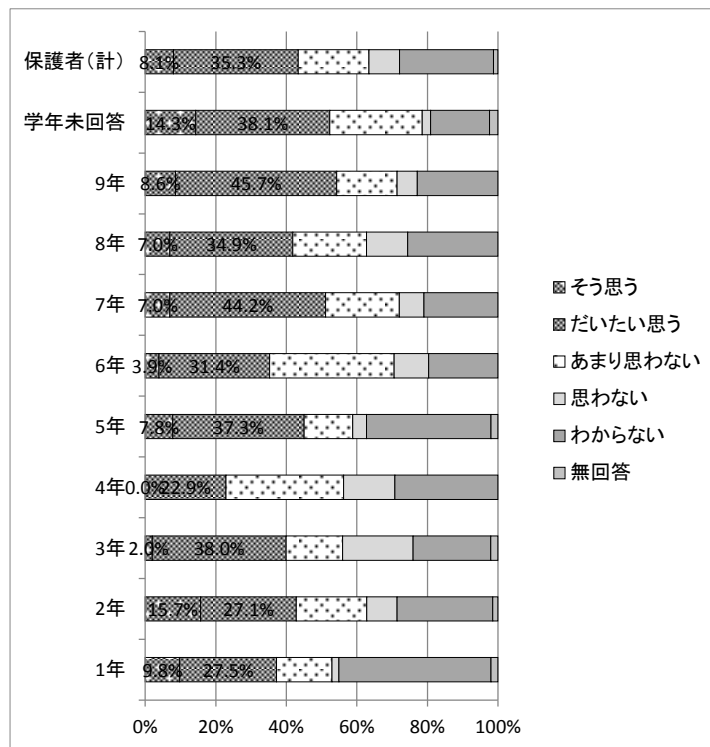 保護者（計） 8.1% 35.3%
学年未回答 14.3% 38.1%
9年 8.6% 45.7%
8年 7.0% 34.9%
7年 7.0% 44.2%
6年 3.9% 31.4%
5年 7.8% 37.3%
4年 0.0% 22.9%
3年 2.0% 38.0%
2年 15.7% 27.1%
1年 9.8% 27.5%
0% 20% 40% 60% 80% 100%
そう思う
だいたい思う
あまり思わない
思わない
わからない
無回答